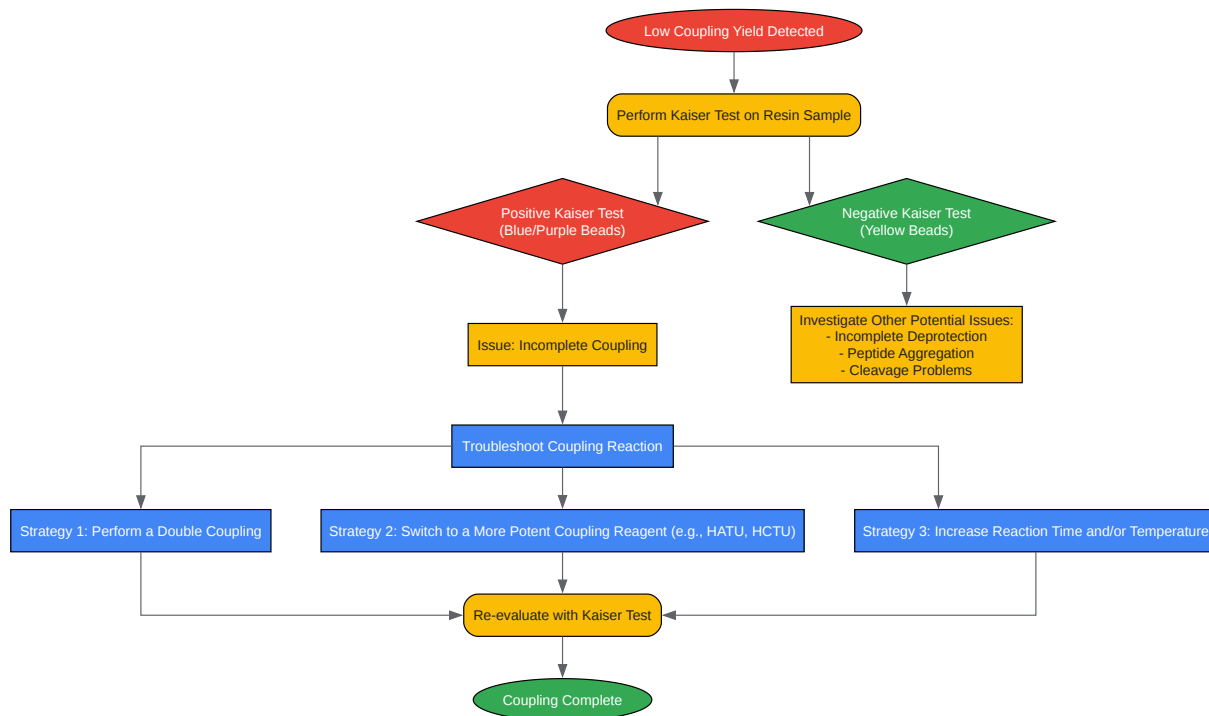 Low Coupling Yield Detected
Perform Kaiser Test on Resin Sample
Positive Kaiser Test
(Blue/Purple Beads)
Negative Kaiser Test
(Yellow Beads)
Issue: Incomplete Coupling
Investigate Other Potential Issues:
- Incomplete Deprotection
- Peptide Aggregation
- Cleavage Problems
Troubleshoot Coupling Reaction
Strategy 1: Perform a Double Coupling
Strategy 2: Switch to a More Potent Coupling Reagent (e.g., HATU, HCTU)
Strategy 3: Increase Reaction Time and/or Temperature
Re-evaluate with Kaiser Test
Coupling Complete